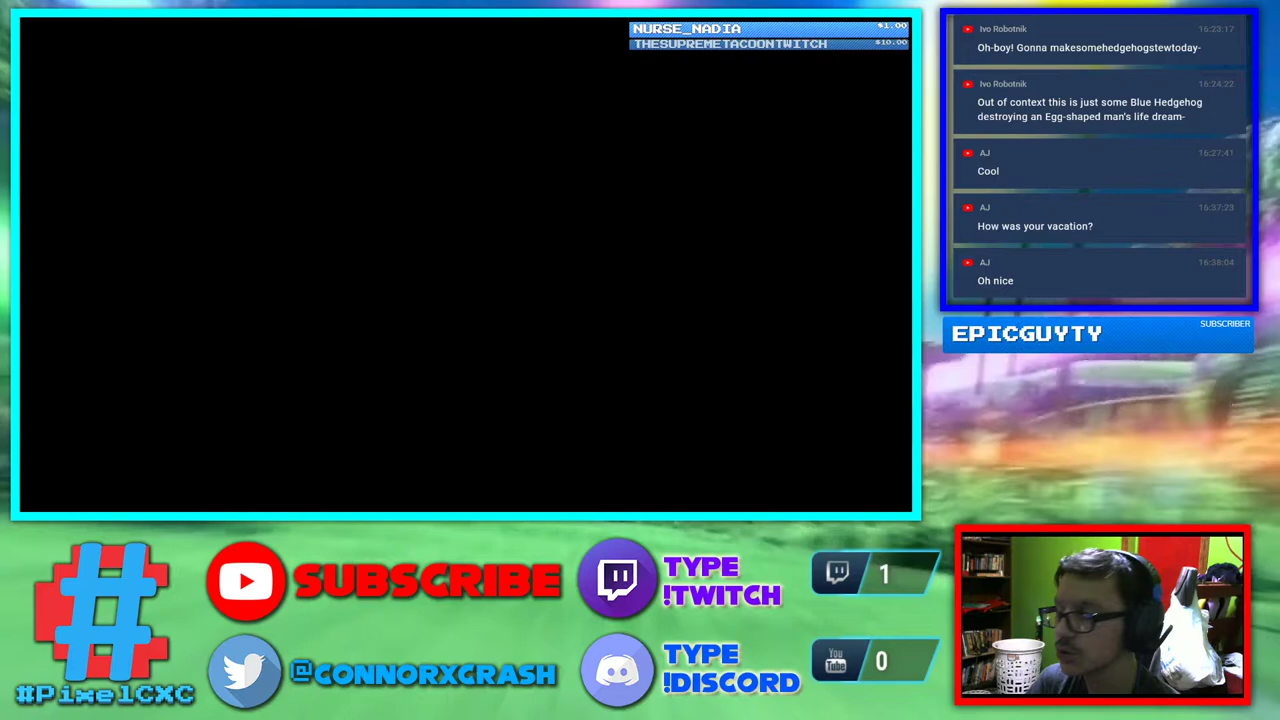 NURSE_NADIA $1.00
THESUPREMETACOONTWITCH $10.00
Ivo Robotnik 16:23:17
Oh-boy! Gonna makesomehedgehogstewtoday-
Ivo Robotnik 16:24:22
Out of context this is just some Blue Hedgehog
destroying an Egg-shaped man's life dream-
AJ 16:27:41
Cool
AJ 16:37:23
How was your vacation?
AJ 16:38:04
Oh nice
EPICGUYTY SUBSCRIBER
#
#PixelCXC
SUBSCRIBE
@CONNORXCRASH
TYPE
!TWITCH
TYPE
!DISCORD
1
You
Tube
0